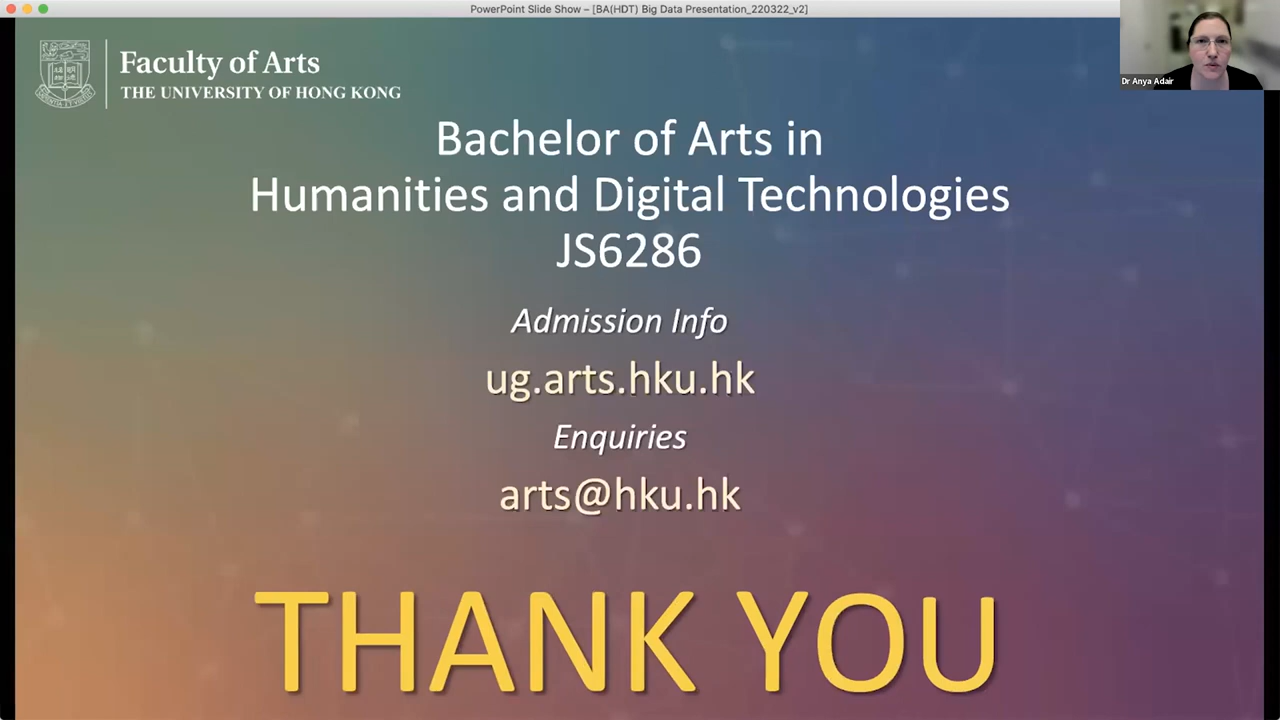 PowerPoint Slide Show – [BA(HDT) Big Data Presentation_220322_v2]
Faculty of Arts
THE UNIVERSITY OF HONG KONG
Dr Anya Adair
Bachelor of Arts in
Humanities and Digital Technologies
JS6286
Admission Info
ug.arts.hku.hk
Enquiries
arts@hku.hk
THANK YOU